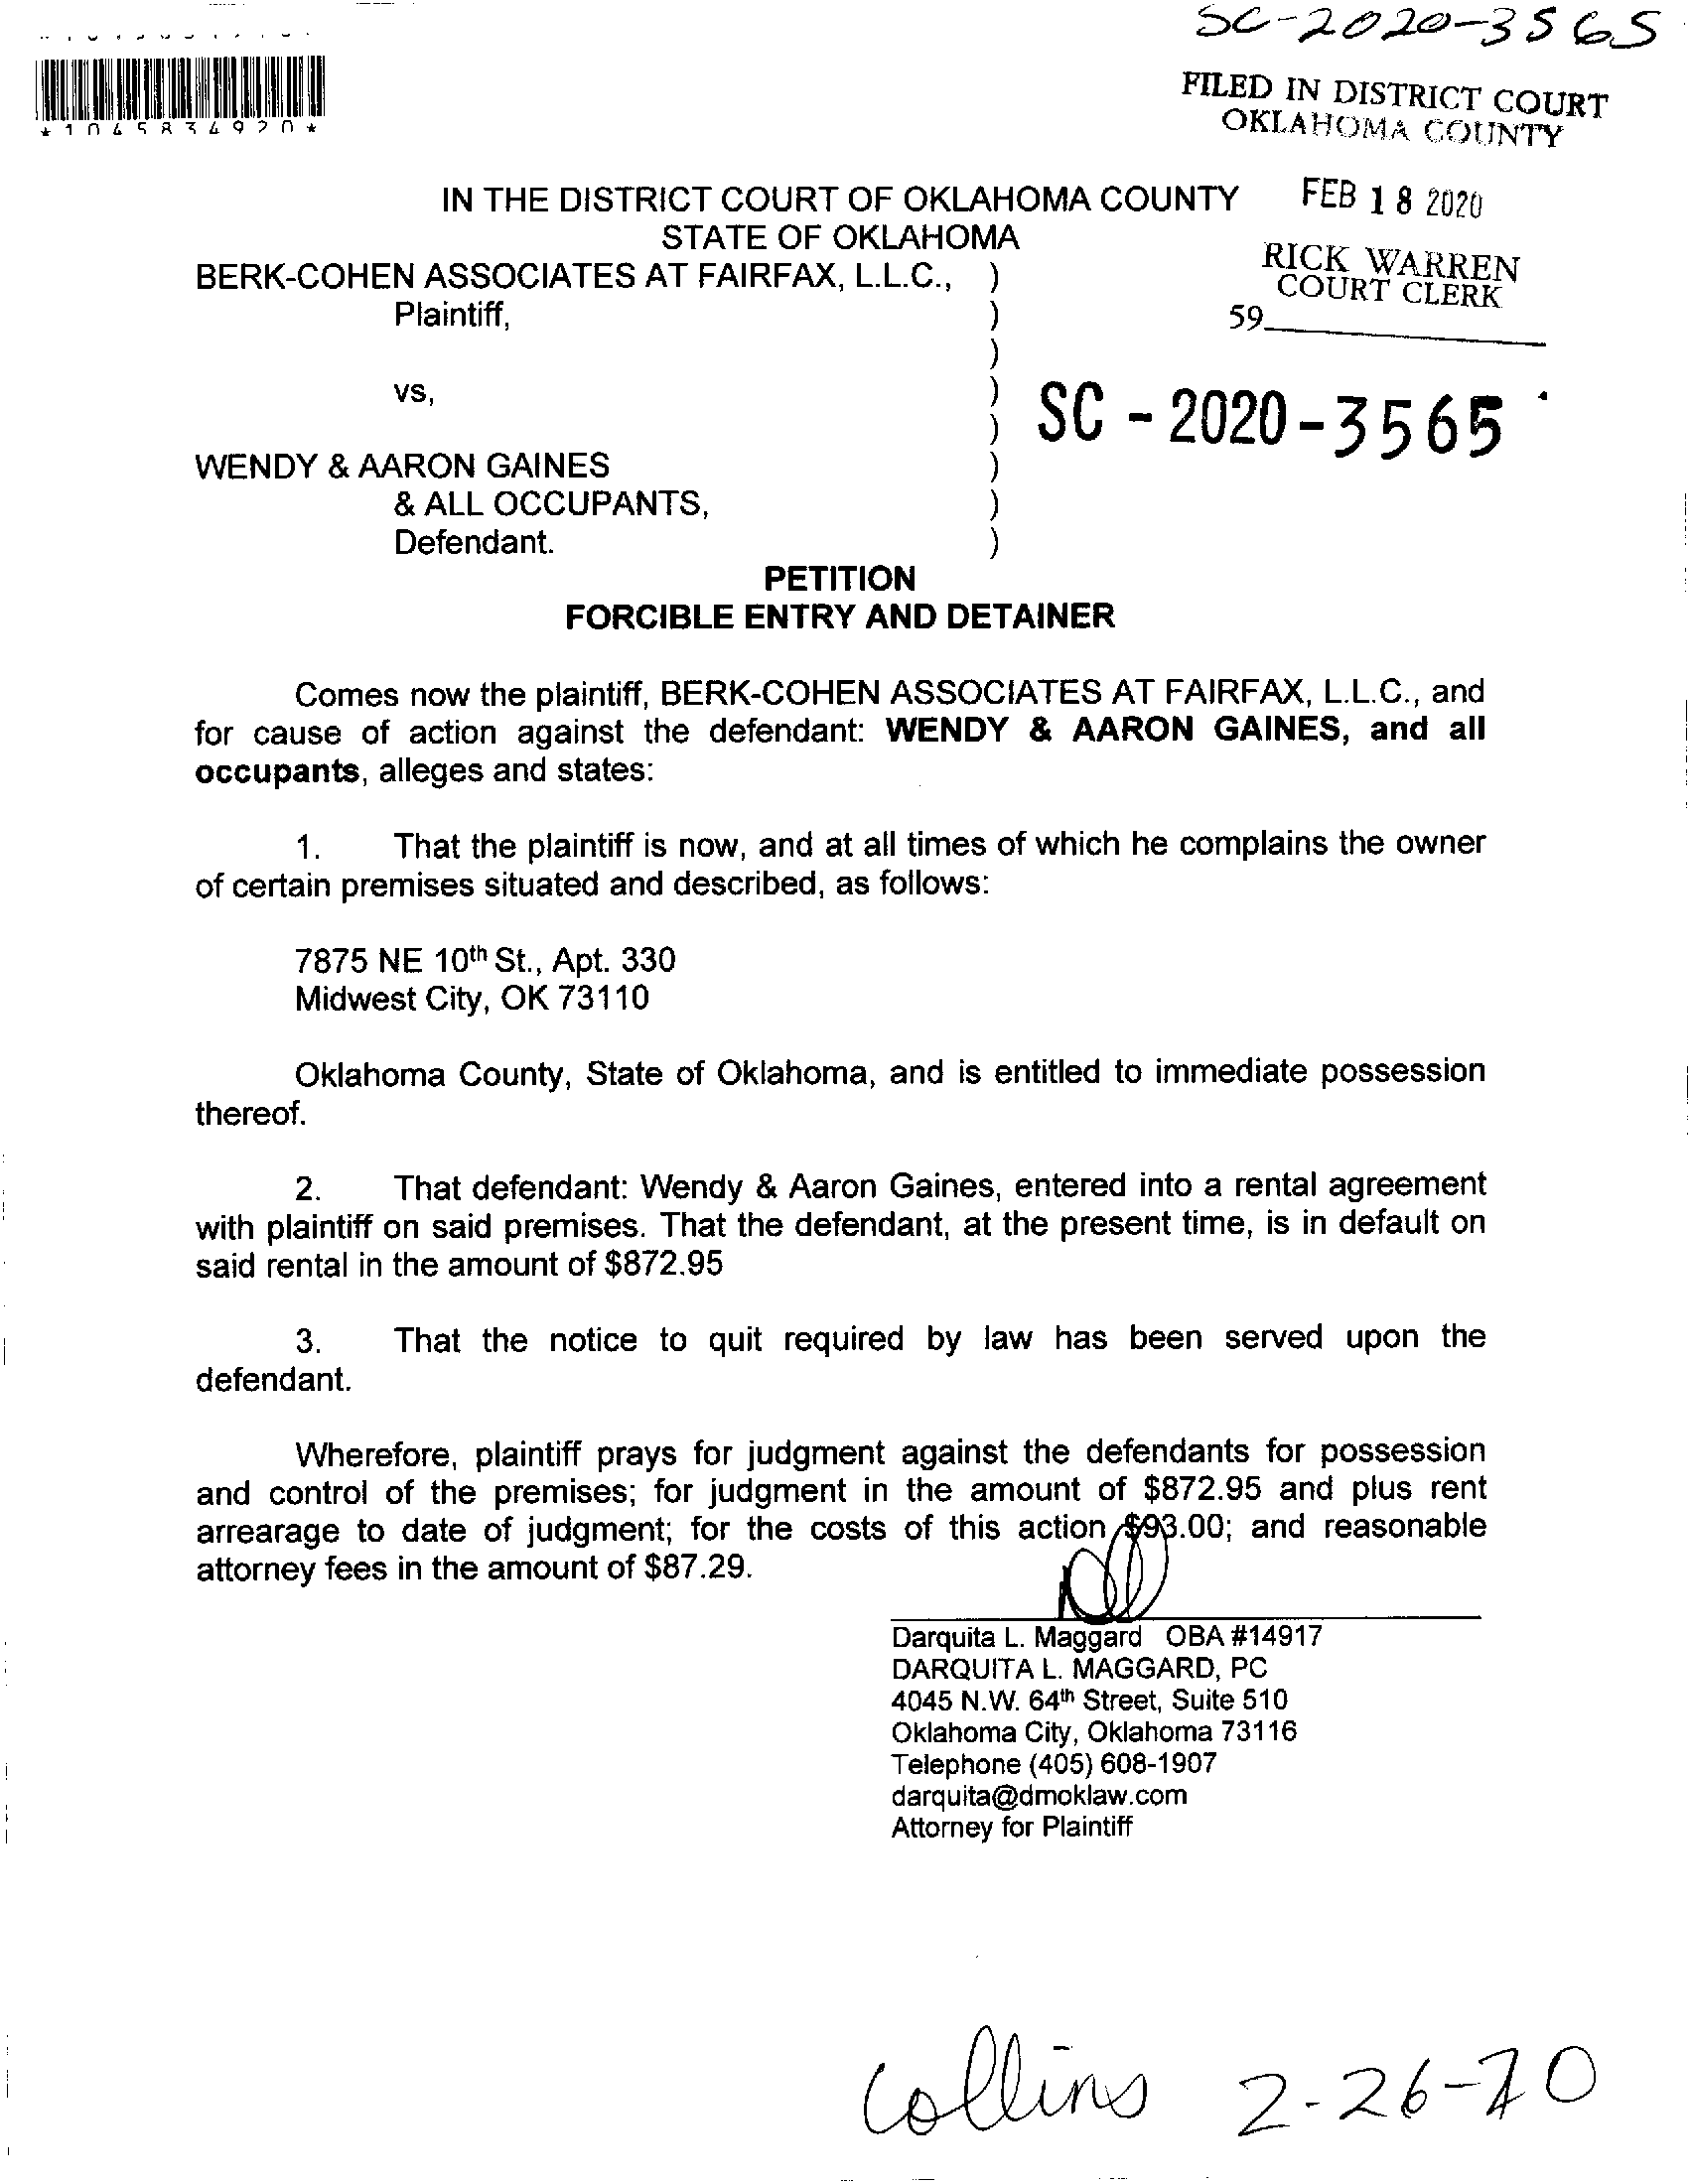 SC-2020-3565
FILED IN DISTRICT COURT
OKLAHOMA COUNTY
*1045834920*
FEB 18 2020
RICK WARREN
COURT CLERK
59
IN THE DISTRICT COURT OF OKLAHOMA COUNTY
STATE OF OKLAHOMA
BERK-COHEN ASSOCIATES AT FAIRFAX, L.L.C., )
Plaintiff, )
)
vs, )
SC - 2020-3565
)
WENDY & AARON GAINES )
& ALL OCCUPANTS, )
Defendant. )
PETITION
FORCIBLE ENTRY AND DETAINER
Comes now the plaintiff, BERK-COHEN ASSOCIATES AT FAIRFAX, L.L.C., and
for cause of action against the defendant: WENDY & AARON GAINES, and all
occupants, alleges and states:
1. That the plaintiff is now, and at all times of which he complains the owner
of certain premises situated and described, as follows:
7875 NE 10th St., Apt. 330
Midwest City, OK 73110
Oklahoma County, State of Oklahoma, and is entitled to immediate possession
thereof.
2. That defendant: Wendy & Aaron Gaines, entered into a rental agreement
with plaintiff on said premises. That the defendant, at the present time, is in default on
said rental in the amount of $872.95
3. That the notice to quit required by law has been served upon the
defendant.
Wherefore, plaintiff prays for judgment against the defendants for possession
and control of the premises; for judgment in the amount of $872.95 and plus rent
arrearage to date of judgment; for the costs of this action $93.00; and reasonable
attorney fees in the amount of $87.29.
Darquita L. Maggard OBA #14917
DARQUITA L. MAGGARD, PC
4045 N.W. 64th Street, Suite 510
Oklahoma City, Oklahoma 73116
Telephone (405) 608-1907
darquita@dmoklaw.com
Attorney for Plaintiff
Collins 2-26-20